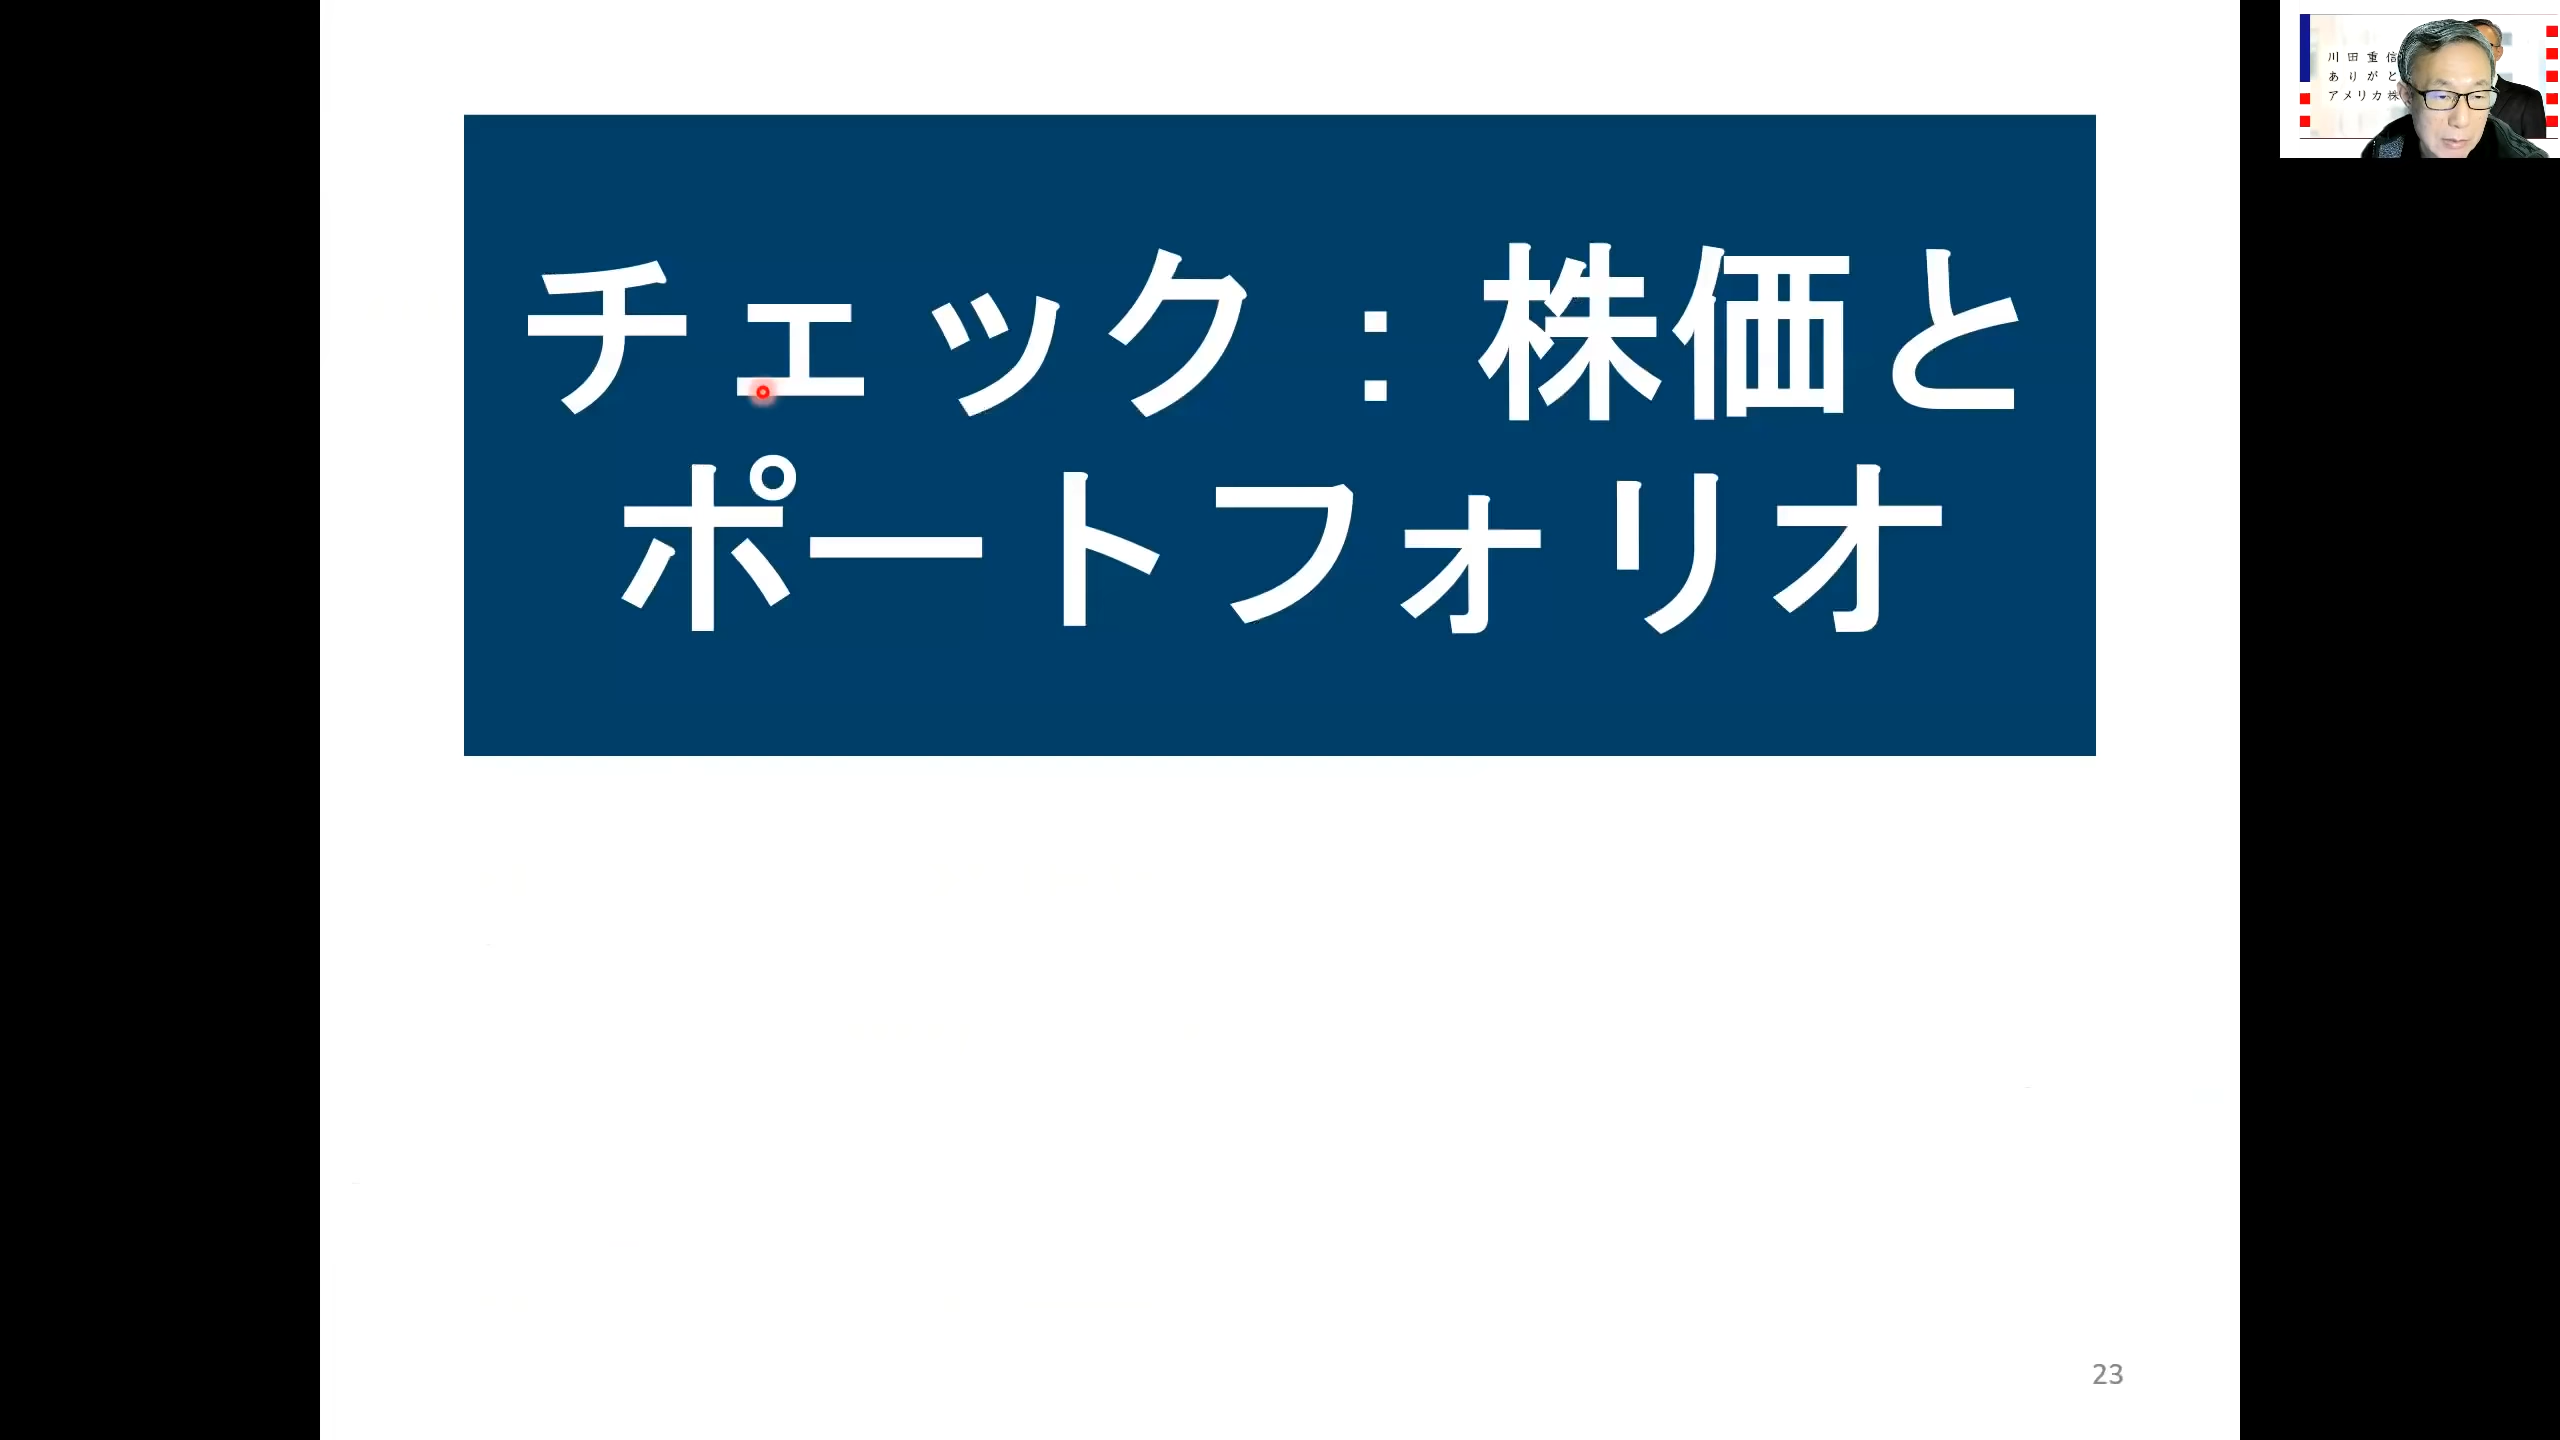 チェック：株価と
ポートフォリオ
川田重信
ありがと
アメリカ株
23